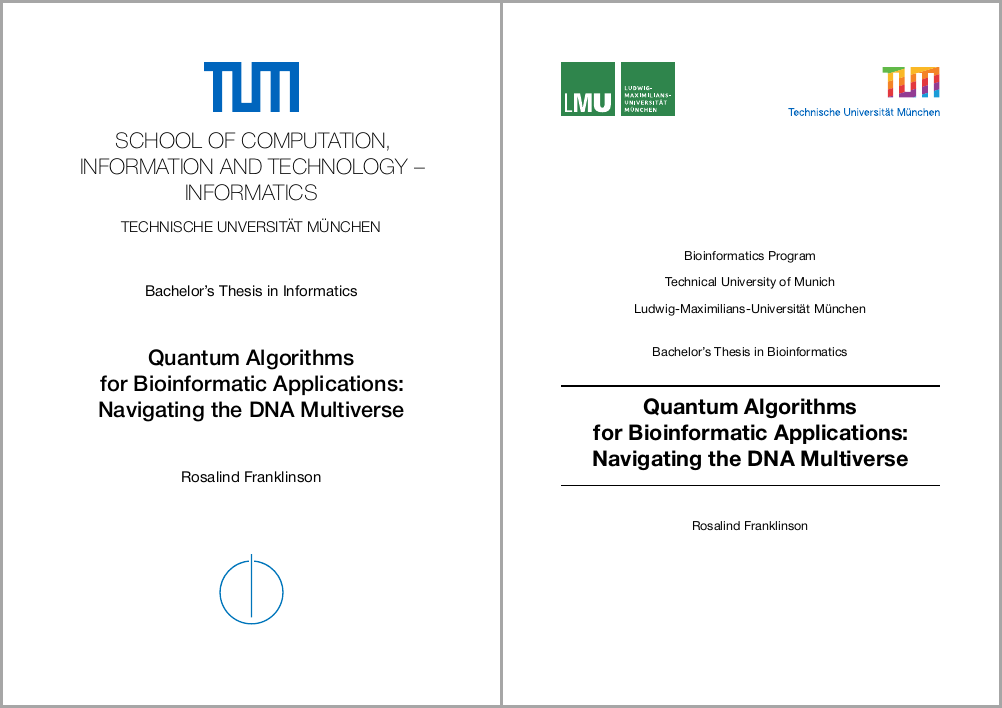 TUM
SCHOOL OF COMPUTATION,
INFORMATION AND TECHNOLOGY –
INFORMATICS
TECHNISCHE UNVERSITÄT MÜNCHEN
Bachelor’s Thesis in Informatics
Quantum Algorithms
for Bioinformatic Applications:
Navigating the DNA Multiverse
Rosalind Franklinson
LMU
LUDWIG-
MAXIMILIANS-
UNIVERSITÄT
MÜNCHEN
TUM
Technische Universität München
Bioinformatics Program
Technical University of Munich
Ludwig-Maximilians-Universität München
Bachelor’s Thesis in Bioinformatics
Quantum Algorithms
for Bioinformatic Applications:
Navigating the DNA Multiverse
Rosalind Franklinson